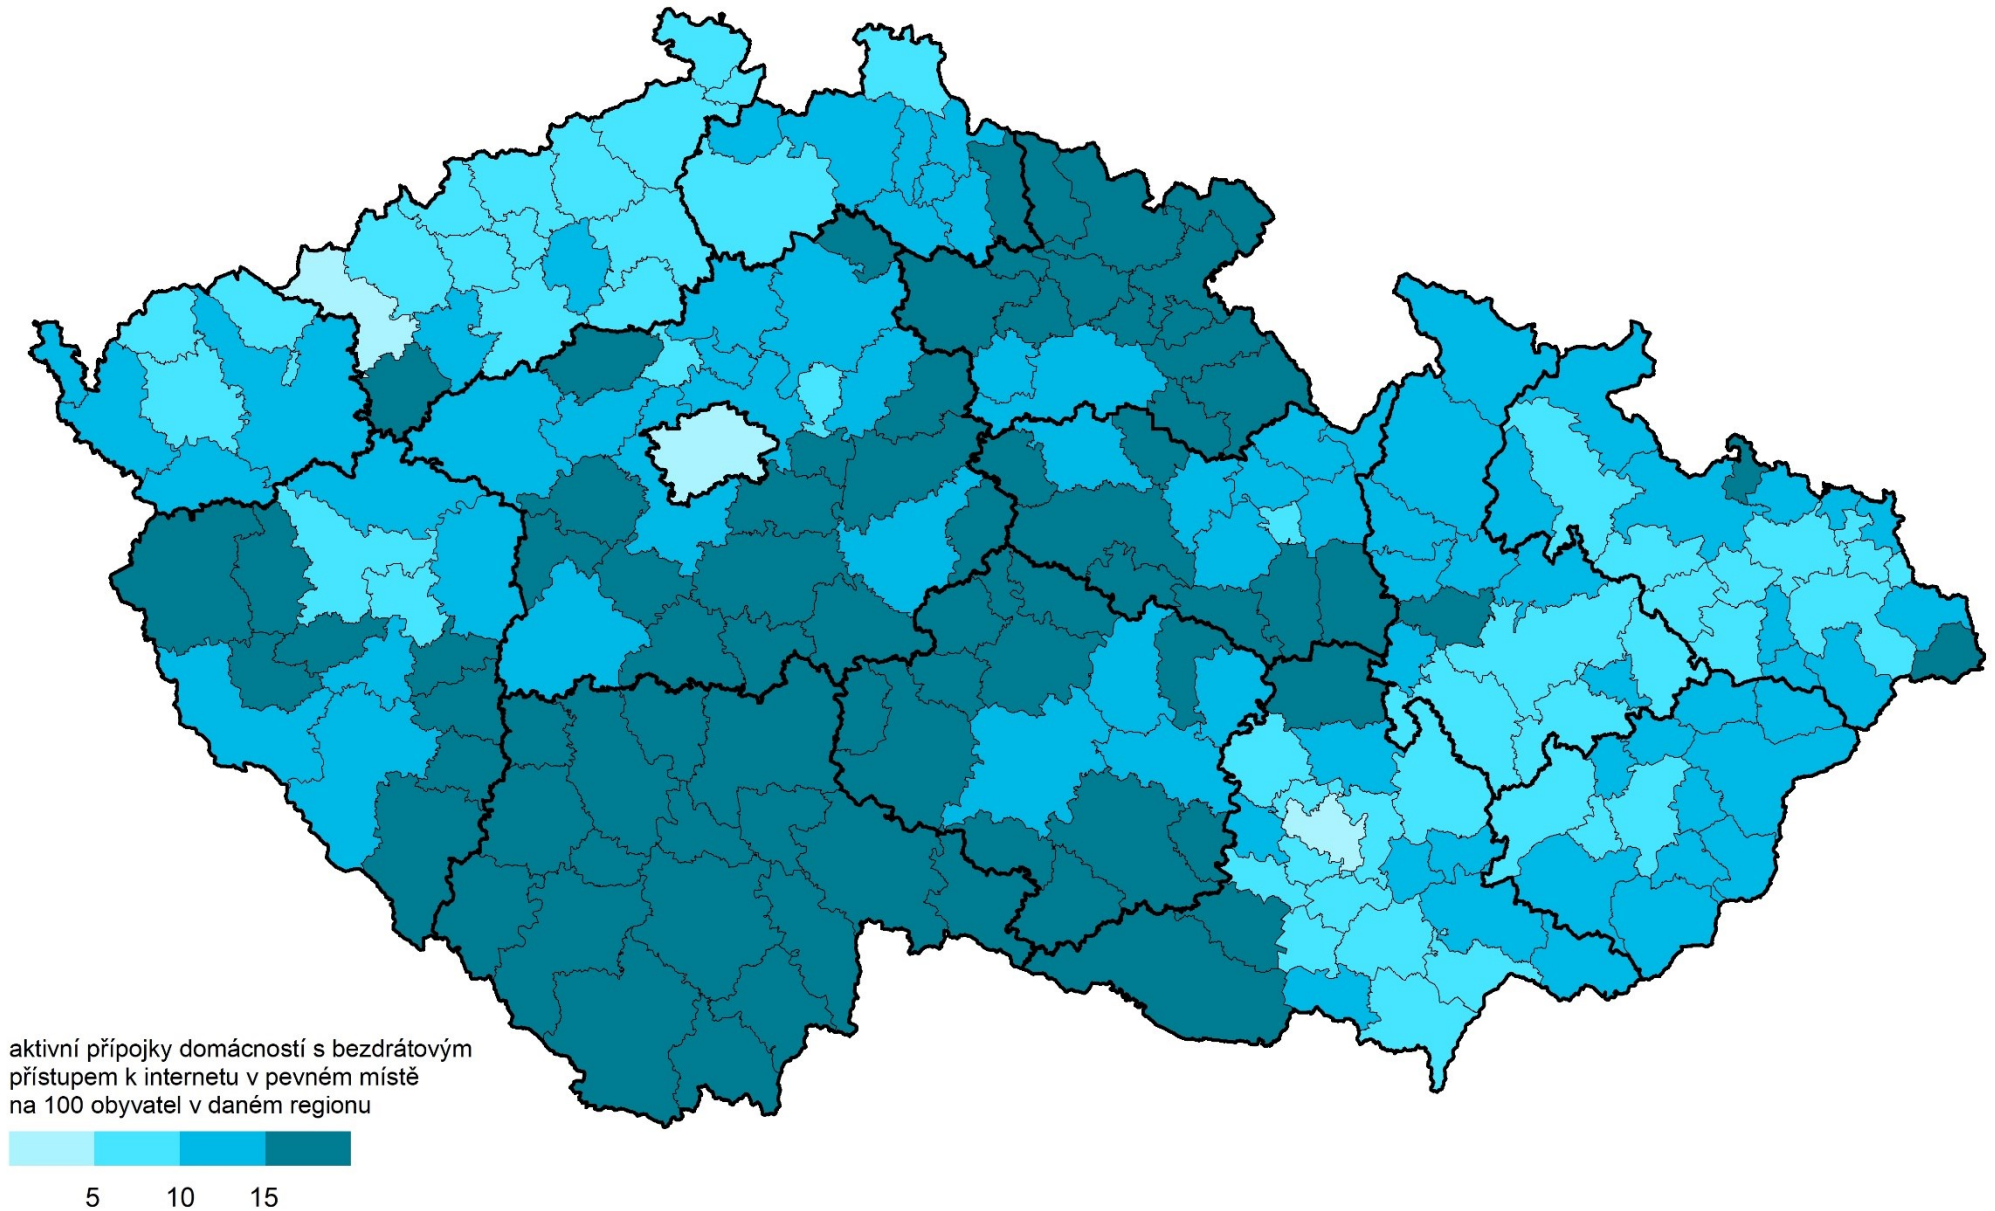 aktivní přípojky domácností s bezdrátovým
přístupem k internetu v pevném místě
na 100 obyvatel v daném regionu
5 10 15